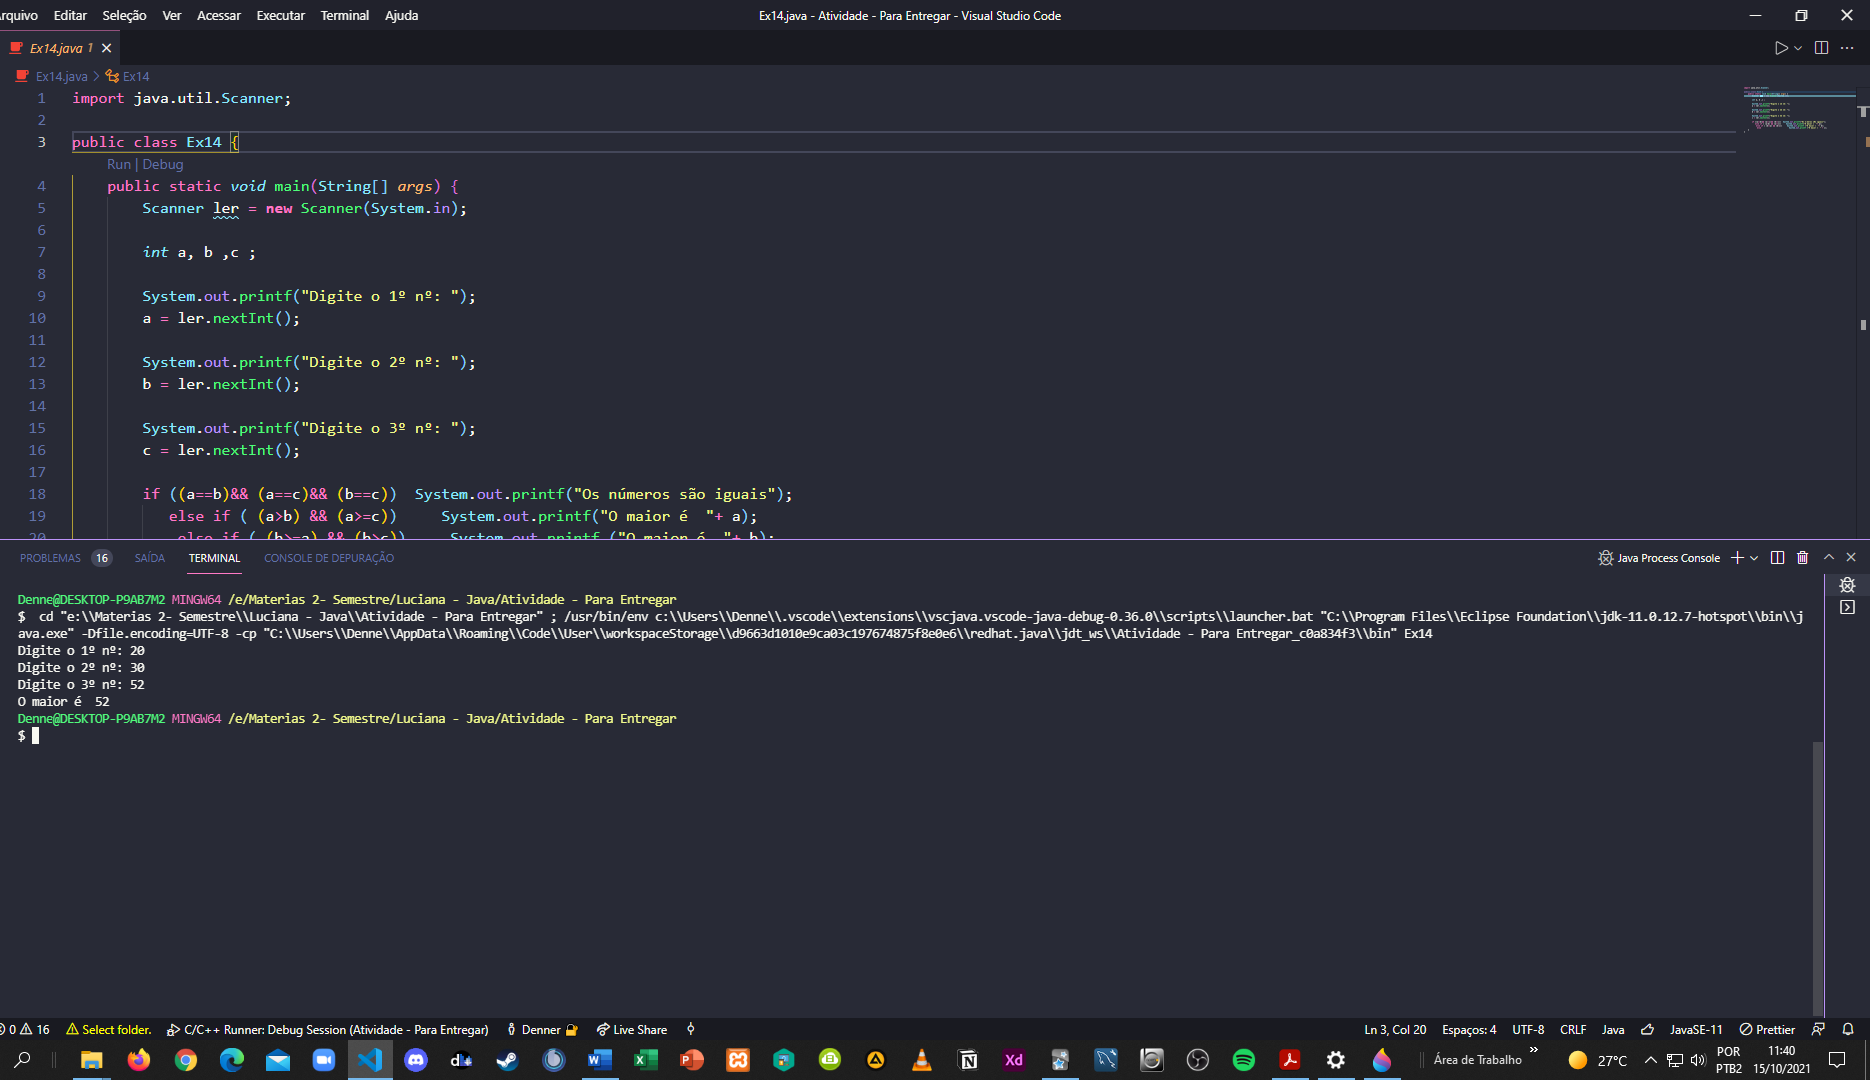 rquivo Editar Seleção Ver Acessar Executar Terminal Ajuda Ex14.java - Atividade - Para Entregar - Visual Studio Code
Ex14.java 1
Ex14.java > Ex14
1 import java.util.Scanner;
2
3 public class Ex14 {
Run | Debug
4 public static void main(String[] args) {
5 Scanner ler = new Scanner(System.in);
6
7 int a, b ,c ;
8
9 System.out.printf("Digite o 1º nº: ");
10 a = ler.nextInt();
11
12 System.out.printf("Digite o 2º nº: ");
13 b = ler.nextInt();
14
15 System.out.printf("Digite o 3º nº: ");
16 c = ler.nextInt();
17
18 if ((a==b)&& (a==c)&& (b==c))  System.out.printf("Os números são iguais");
19 else if ( (a>b) && (a>=c))     System.out.printf("O maior é  "+ a);
20 else if ( (b>=a) && (b>c))     System.out.printf ("O maior é  "+ b);
PROBLEMAS 16 SAÍDA TERMINAL CONSOLE DE DEPURAÇÃO Java Process Console
Denne@DESKTOP-P9AB7M2 MINGW64 /e/Materias 2- Semestre/Luciana - Java/Atividade - Para Entregar
$  cd "e:\\Materias 2- Semestre\\Luciana - Java\\Atividade - Para Entregar" ; /usr/bin/env c:\\Users\\Denne\\.vscode\\extensions\\vscjava.vscode-java-debug-0.36.0\\scripts\\launcher.bat "C:\\Program Files\\Eclipse Foundation\\jdk-11.0.12.7-hotspot\\bin\\j
ava.exe" -Dfile.encoding=UTF-8 -cp "C:\\Users\\Denne\\AppData\\Roaming\\Code\\User\\workspaceStorage\\d9663d1010e9ca03c197674875f8e0e6\\redhat.java\\jdt_ws\\Atividade - Para Entregar_c0a834f3\\bin" Ex14
Digite o 1º nº: 20
Digite o 2º nº: 30
Digite o 3º nº: 52
O maior é  52
Denne@DESKTOP-P9AB7M2 MINGW64 /e/Materias 2- Semestre/Luciana - Java/Atividade - Para Entregar
$
0 16 Select folder. C/C++ Runner: Debug Session (Atividade - Para Entregar) Denner Live Share Ln 3, Col 20 Espaços: 4 UTF-8 CRLF Java JavaSE-11 Prettier
Área de Trabalho 27°C POR 11:40
PTB2 15/10/2021